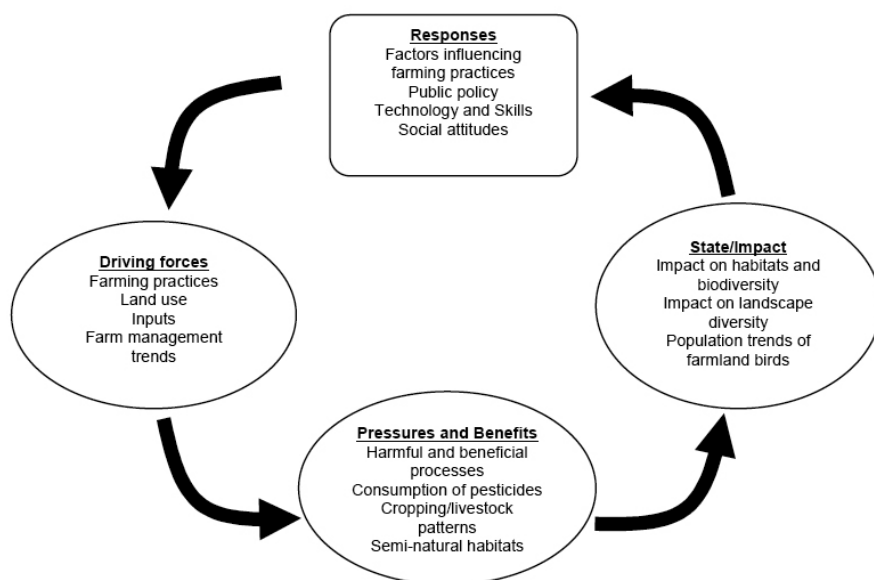 Responses
Factors influencing
farming practices
Public policy
Technology and Skills
Social attitudes
Driving forces
Farming practices
Land use
Inputs
Farm management
trends
State/Impact
Impact on habitats and
biodiversity
Impact on landscape
diversity
Population trends of
farmland birds
Pressures and Benefits
Harmful and beneficial
processes
Consumption of pesticides
Cropping/livestock
patterns
Semi-natural habitats